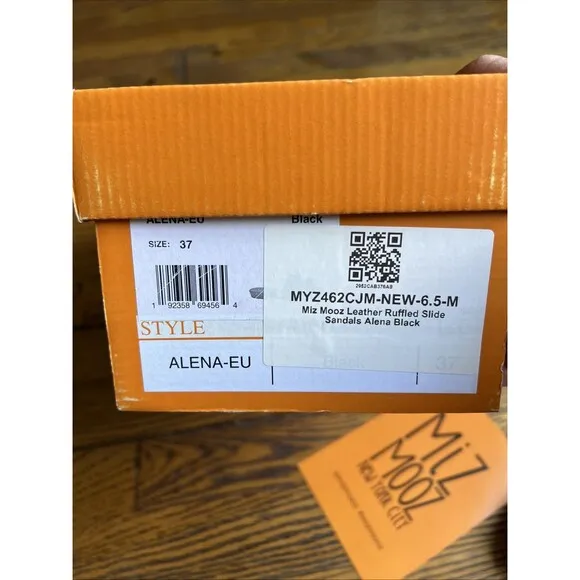 ALENA-EU Black
SIZE: 37
1 92358 69456 4
STYLE
ALENA-EU Black 37
MYZ462CJM-NEW-6.5-M
Miz Mooz Leather Ruffled Slide
Sandals Alena Black
MiZ
MOOZ
NEW YORK CITY